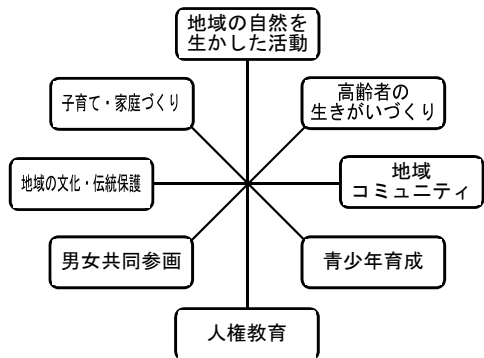 地域の自然を
生かした活動
子育て・家庭づくり
高齢者の
生きがいづくり
地域の文化・伝統保護
地域
コミュニティ
男女共同参画
青少年育成
人権教育